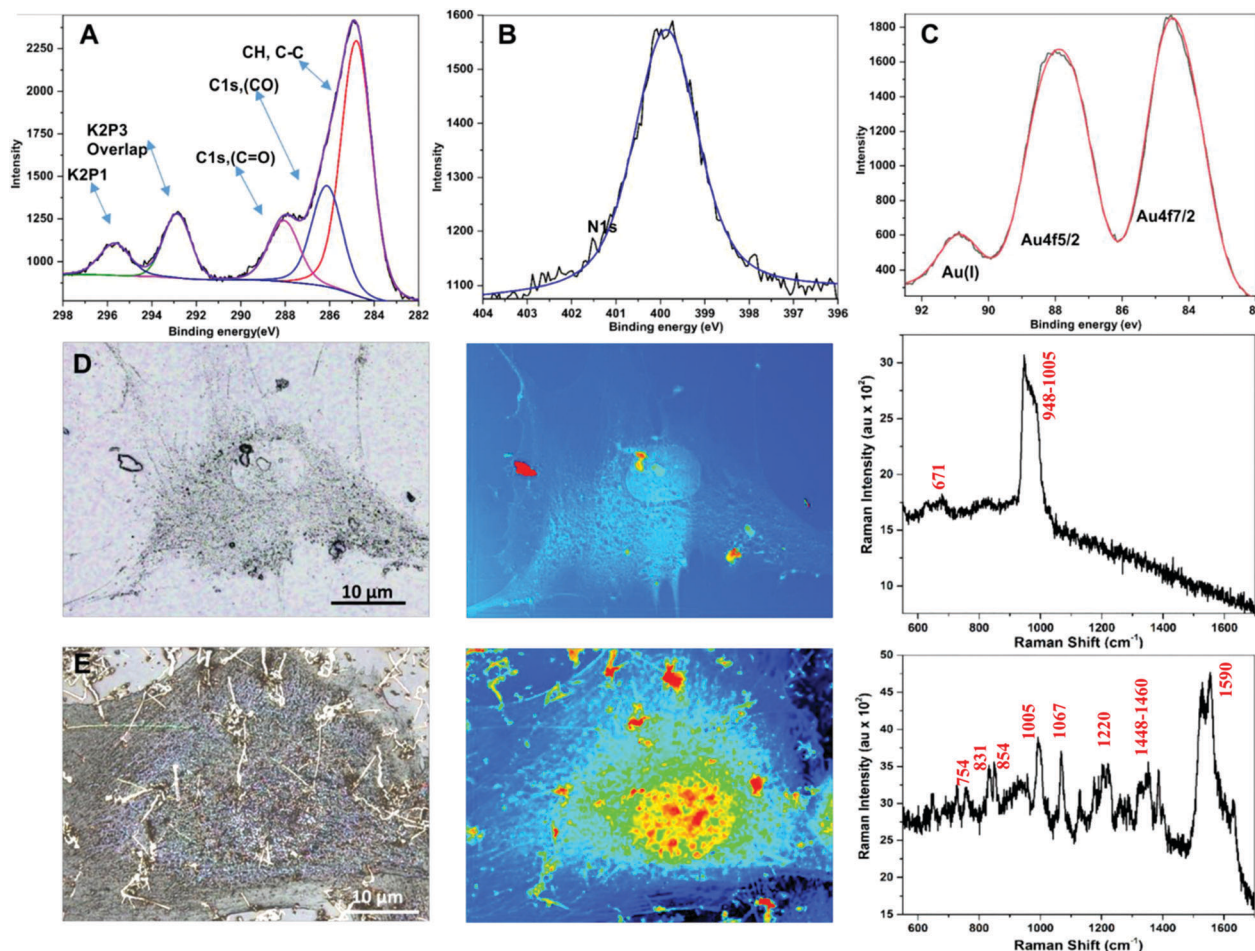 A
2250
2000
1750
1500
1250
1000
Intensity
CH, C-C
C1s,(CO)
K2P3
Overlap
C1s,(C=O)
K2P1
298 296 294 292 290 288 286 284 282
Binding energy(eV)
B
1600
1500
1400
1300
1200
1100
Intensity
N1s
404 403 402 401 400 399 398 397 396
Binding energy (eV)
C
1800
1600
1400
1200
1000
800
600
400
Intensity
Au4f7/2
Au4f5/2
Au(I)
92 90 88 86 84 8
Binding energy (ev)
D
10 µm
30
25
20
15
10
Raman Intensity (au x 10²)
671
948-1005
600 800 1000 1200 1400 1600
Raman Shift (cm⁻¹)
E
10 µm
50
45
40
35
30
25
20
15
Raman Intensity (au x 10²)
754
831
854
1005
1067
1220
1448-1460
1590
600 800 1000 1200 1400 1600
Raman Shift (cm⁻¹)